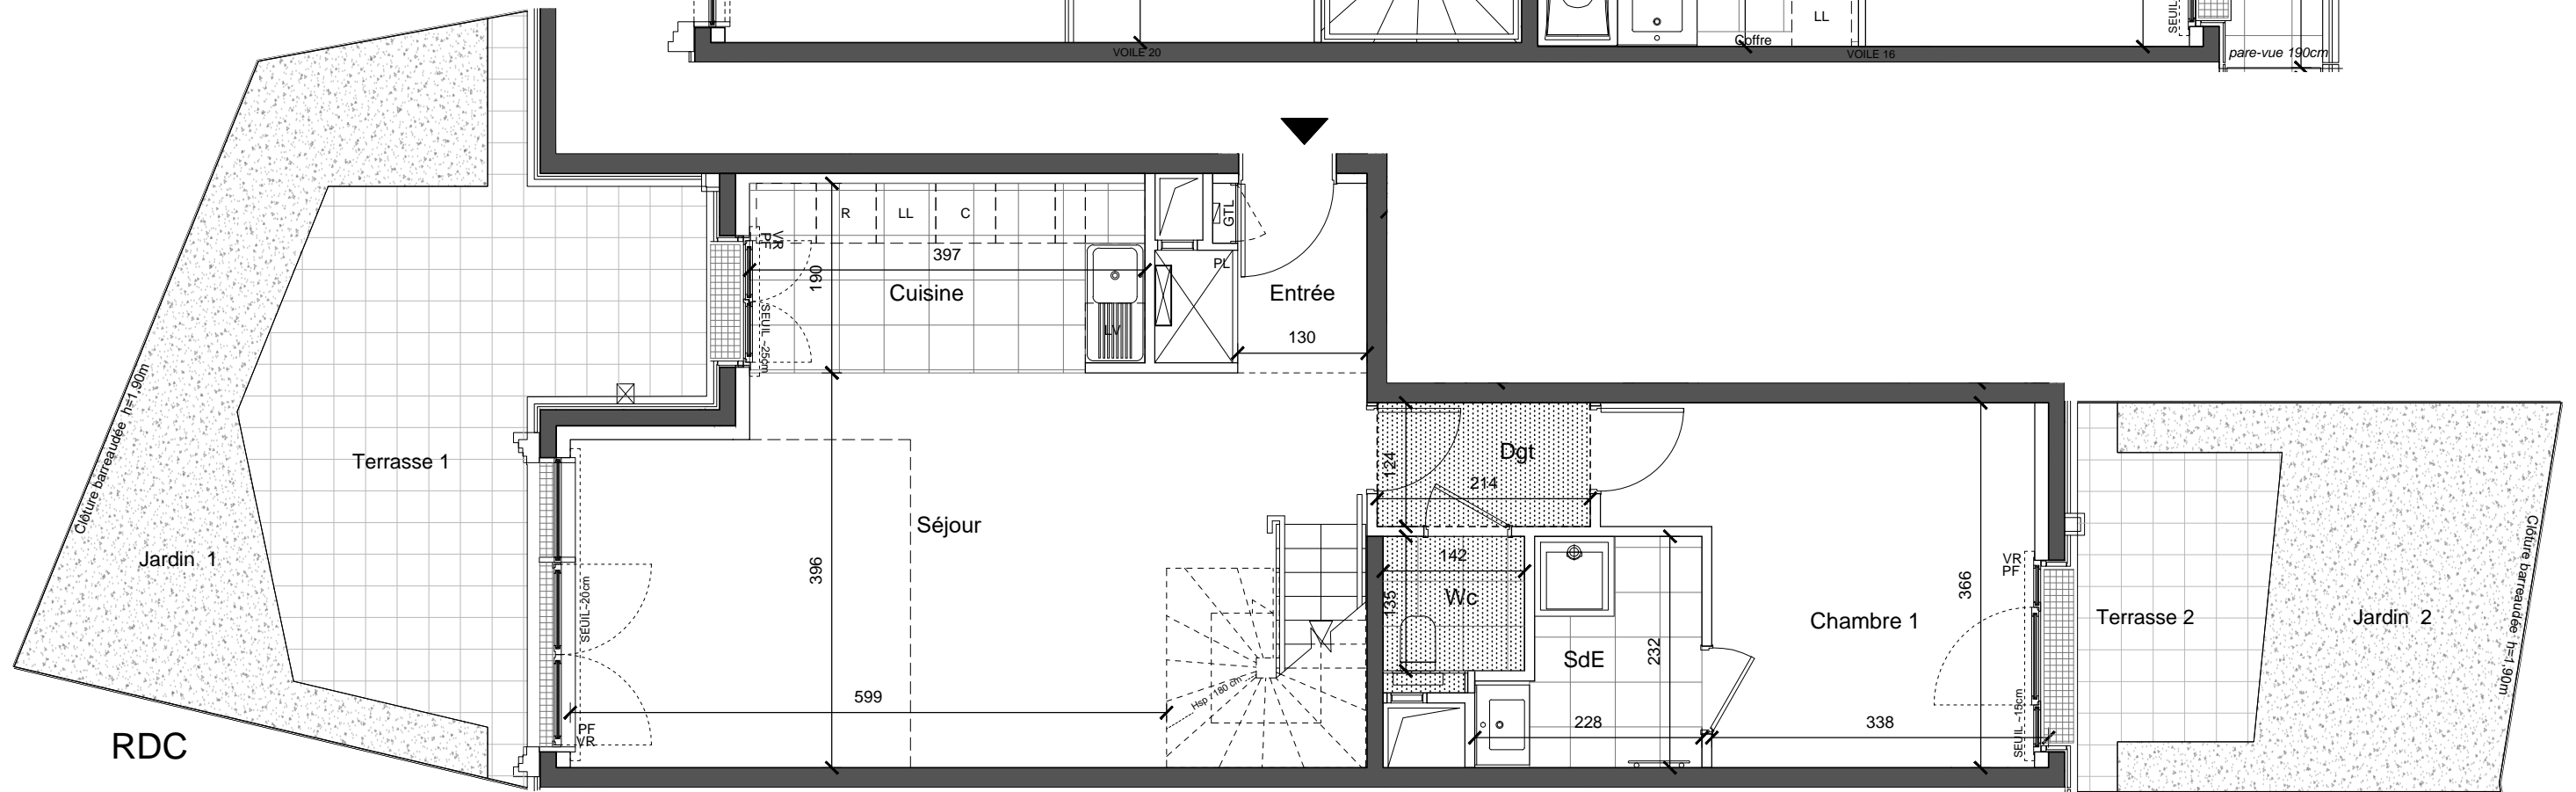 LL
SEUIL
Coffre
VOILE 20
VOILE 16
pare-vue 190cm
R
LL
C
GTL
VR
PF
397
190
PL
Cuisine
Entrée
SEUIL ~25cm
LV
130
Clôture barreaudée h=1,90m
Terrasse 1
Dgt
124
214
Séjour
Jardin 1
396
SEUIL~20cm
142
135
Wc
VR
PF
366
Clôture barreaudée h=1,90m
Chambre 1
Terrasse 2
Jardin 2
SdE
232
Hsp : 180 cm
599
228
338
SEUIL ~15cm
PF
VR
RDC